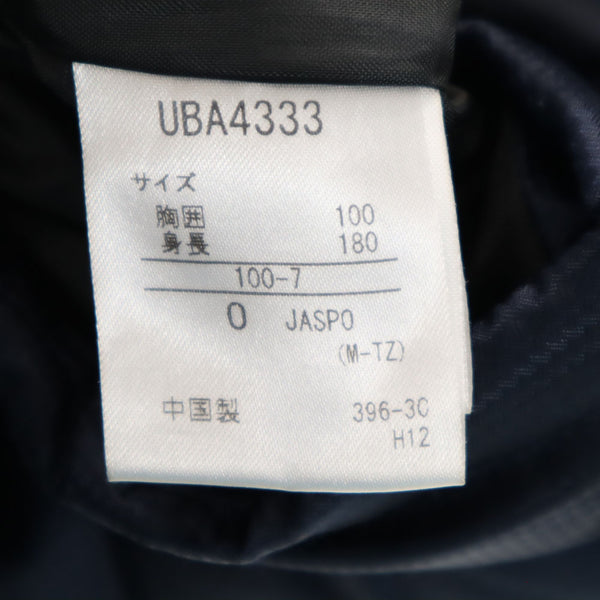 UBA4333
サイズ
胸囲 100
身長 180
100-7
O JASPO
(M-TZ)
中国製 396-3C
H12